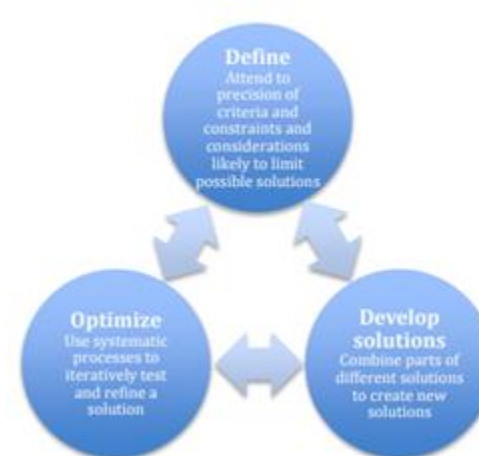 Define
Attend to
precision of
criteria and
constraints and
considerations
likely to limit
possible solutions
Optimize
Use systematic
processes to
iteratively test
and refine a
solution
Develop
solutions
Combine parts of
different solutions
to create new
solutions